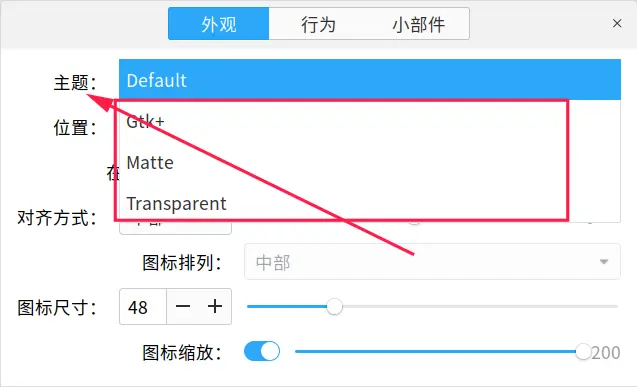 外观 行为 小部件
主题： Default
位置： Gtk+
Matte
Transparent
对齐方式：
图标排列： 中部
图标尺寸： 48
图标缩放： 200